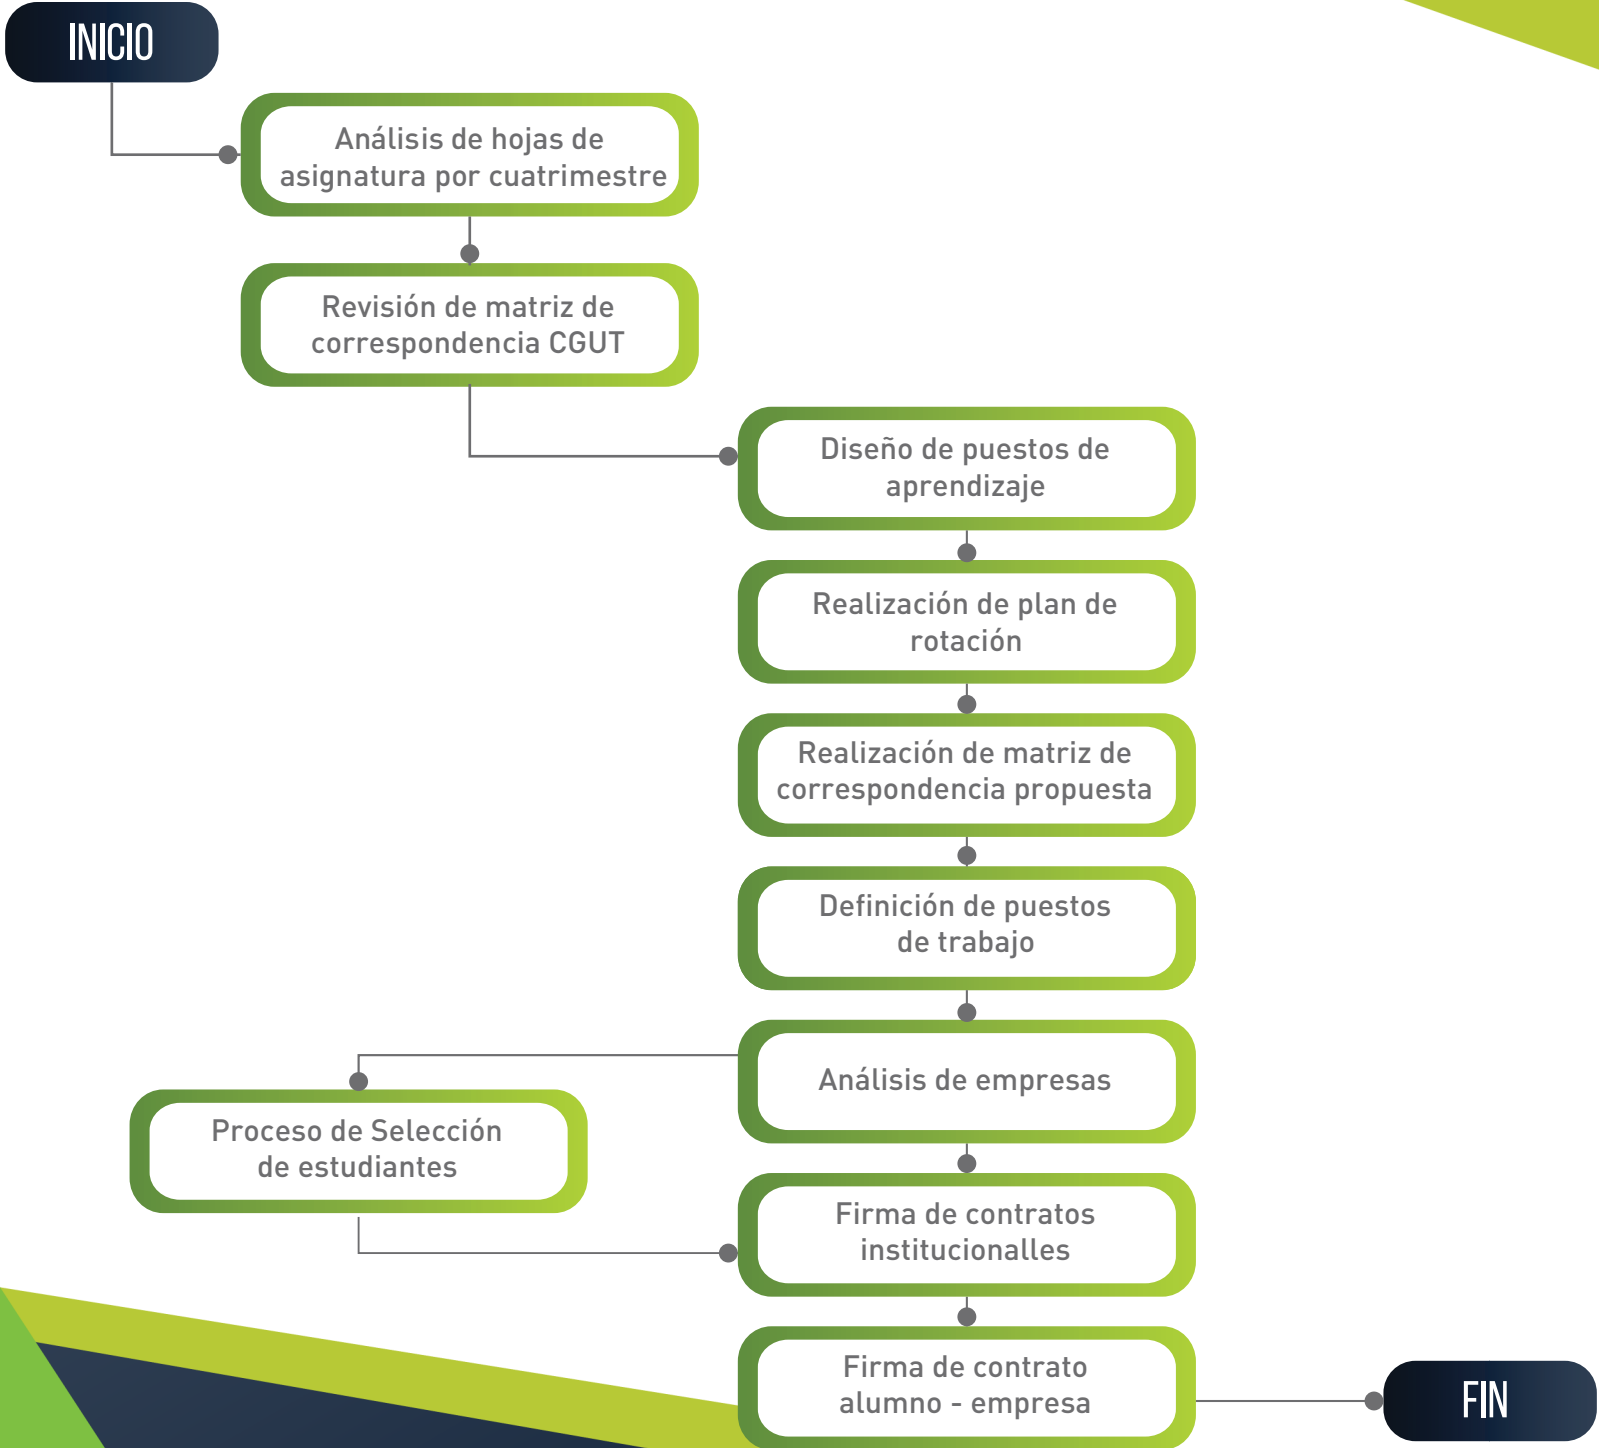 INICIO
Análisis de hojas de
asignatura por cuatrimestre
Revisión de matriz de
correspondencia CGUT
Diseño de puestos de
aprendizaje
Realización de plan de
rotación
Realización de matriz de
correspondencia propuesta
Definición de puestos
de trabajo
Análisis de empresas
Proceso de Selección
de estudiantes
Firma de contratos
institucionalles
Firma de contrato
alumno - empresa
FIN